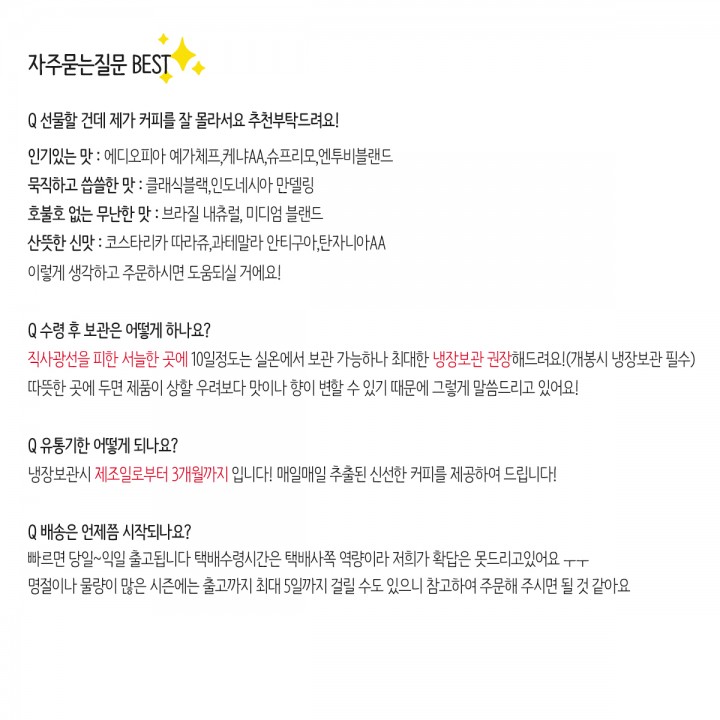 자주묻는질문 BEST
Q 선물할 건데 제가 커피를 잘 몰라서요 추천부탁드려요!
인기있는 맛 : 에디오피아 예가체프,케냐AA,슈프리모,엔투비블랜드
묵직하고 씁쓸한 맛 : 클래식블랙,인도네시아 만델링
호불호 없는 무난한 맛 : 브라질 내츄럴, 미디엄 블랜드
산뜻한 신맛 : 코스타리카 따라쥬,과테말라 안티구아,탄자니아AA
이렇게 생각하고 주문하시면 도움되실 거에요!
Q 수령 후 보관은 어떻게 하나요?
직사광선을 피한 서늘한 곳에 10일정도는 실온에서 보관 가능하나 최대한 냉장보관 권장해드려요!(개봉시 냉장보관 필수)
따뜻한 곳에 두면 제품이 상할 우려보다 맛이나 향이 변할 수 있기 때문에 그렇게 말씀드리고 있어요!
Q 유통기한 어떻게 되나요?
냉장보관시 제조일로부터 3개월까지 입니다! 매일매일 추출된 신선한 커피를 제공하여 드립니다!
Q 배송은 언제쯤 시작되나요?
빠르면 당일~익일 출고됩니다 택배수령시간은 택배사쪽 역량이라 저희가 확답은 못드리고있어요 ㅜㅜ
명절이나 물량이 많은 시즌에는 출고까지 최대 5일까지 걸릴 수도 있으니 참고하여 주문해 주시면 될 것 같아요